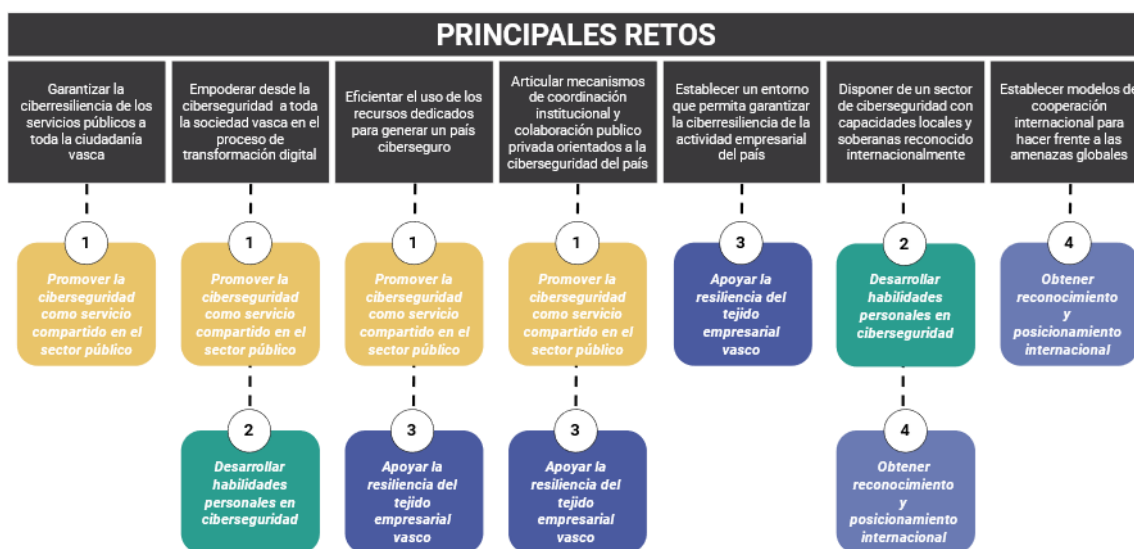 PRINCIPALES RETOS
Garantizar la
ciberresiliencia de los
servicios públicos a
toda la ciudadanía
vasca
Empoderar desde la
ciberseguridad a toda
la sociedad vasca en el
proceso de
transformación digital
Eficientar el uso de los
recursos dedicados
para generar un país
ciberseguro
Articular mecanismos
de coordinación
institucional y
colaboración publico
privada orientados a la
ciberseguridad del país
Establecer un entorno
que permita garantizar
la ciberresiliencia de la
actividad empresarial
del país
Disponer de un sector
de ciberseguridad con
capacidades locales y
soberanas reconocido
internacionalmente
Establecer modelos de
cooperación
internacional para
hacer frente a las
amenazas globales
1
Promover la
ciberseguridad
como servicio
compartido en el
sector público
1
Promover la
ciberseguridad
como servicio
compartido en el
sector público
1
Promover la
ciberseguridad
como servicio
compartido en el
sector público
1
Promover la
ciberseguridad
como servicio
compartido en el
sector público
3
Apoyar la
resiliencia del
tejido
empresarial
vasco
2
Desarrollar
habilidades
personales en
ciberseguridad
4
Obtener
reconocimiento
y
posicionamiento
internacional
2
Desarrollar
habilidades
personales en
ciberseguridad
3
Apoyar la
resiliencia del
tejido
empresarial
vasco
3
Apoyar la
resiliencia del
tejido
empresarial
vasco
4
Obtener
reconocimiento
y
posicionamiento
internacional